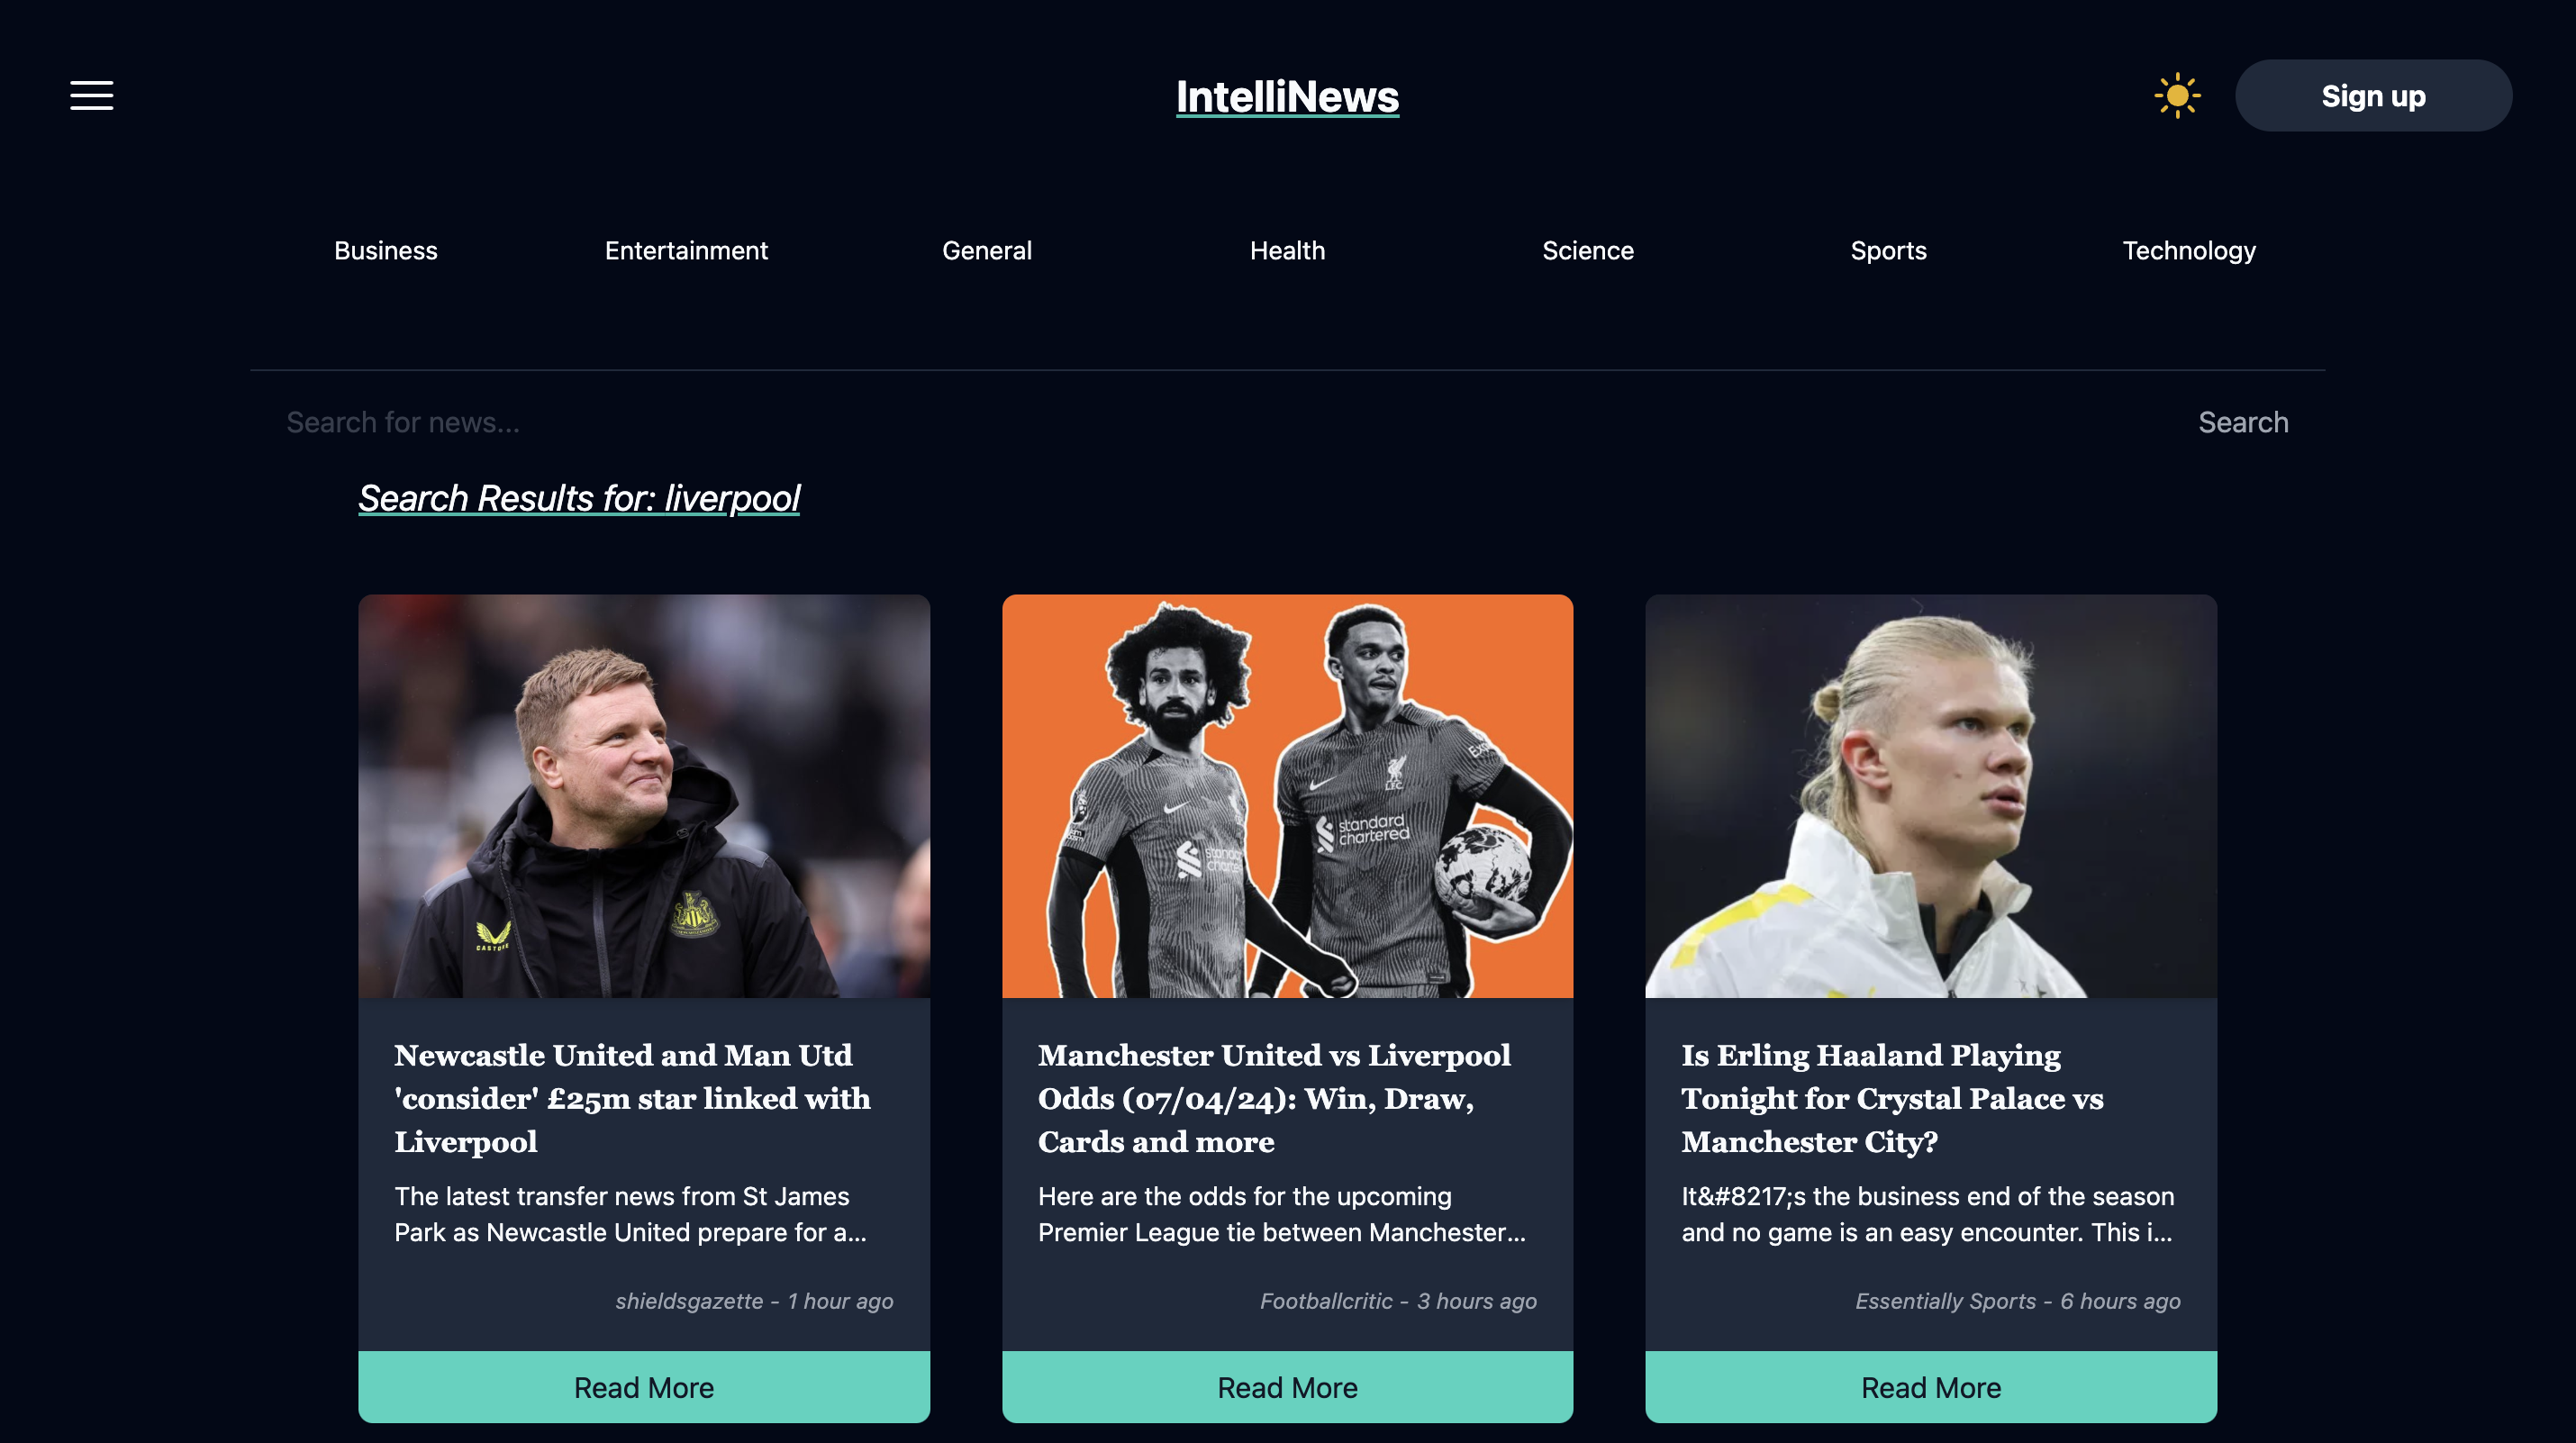 IntelliNews
Sign up
Business
Entertainment
General
Health
Science
Sports
Technology
Search for news...
Search
Search Results for: liverpool
CASTORE
Exp
L.F.C.
standard
chartered
Newcastle United and Man Utd
'consider' £25m star linked with
Liverpool
The latest transfer news from St James
Park as Newcastle United prepare for a...
shieldsgazette - 1 hour ago
Read More
Manchester United vs Liverpool
Odds (07/04/24): Win, Draw,
Cards and more
Here are the odds for the upcoming
Premier League tie between Manchester...
Footballcritic - 3 hours ago
Read More
Is Erling Haaland Playing
Tonight for Crystal Palace vs
Manchester City?
It&#8217;s the business end of the season
and no game is an easy encounter. This i...
Essentially Sports - 6 hours ago
Read More